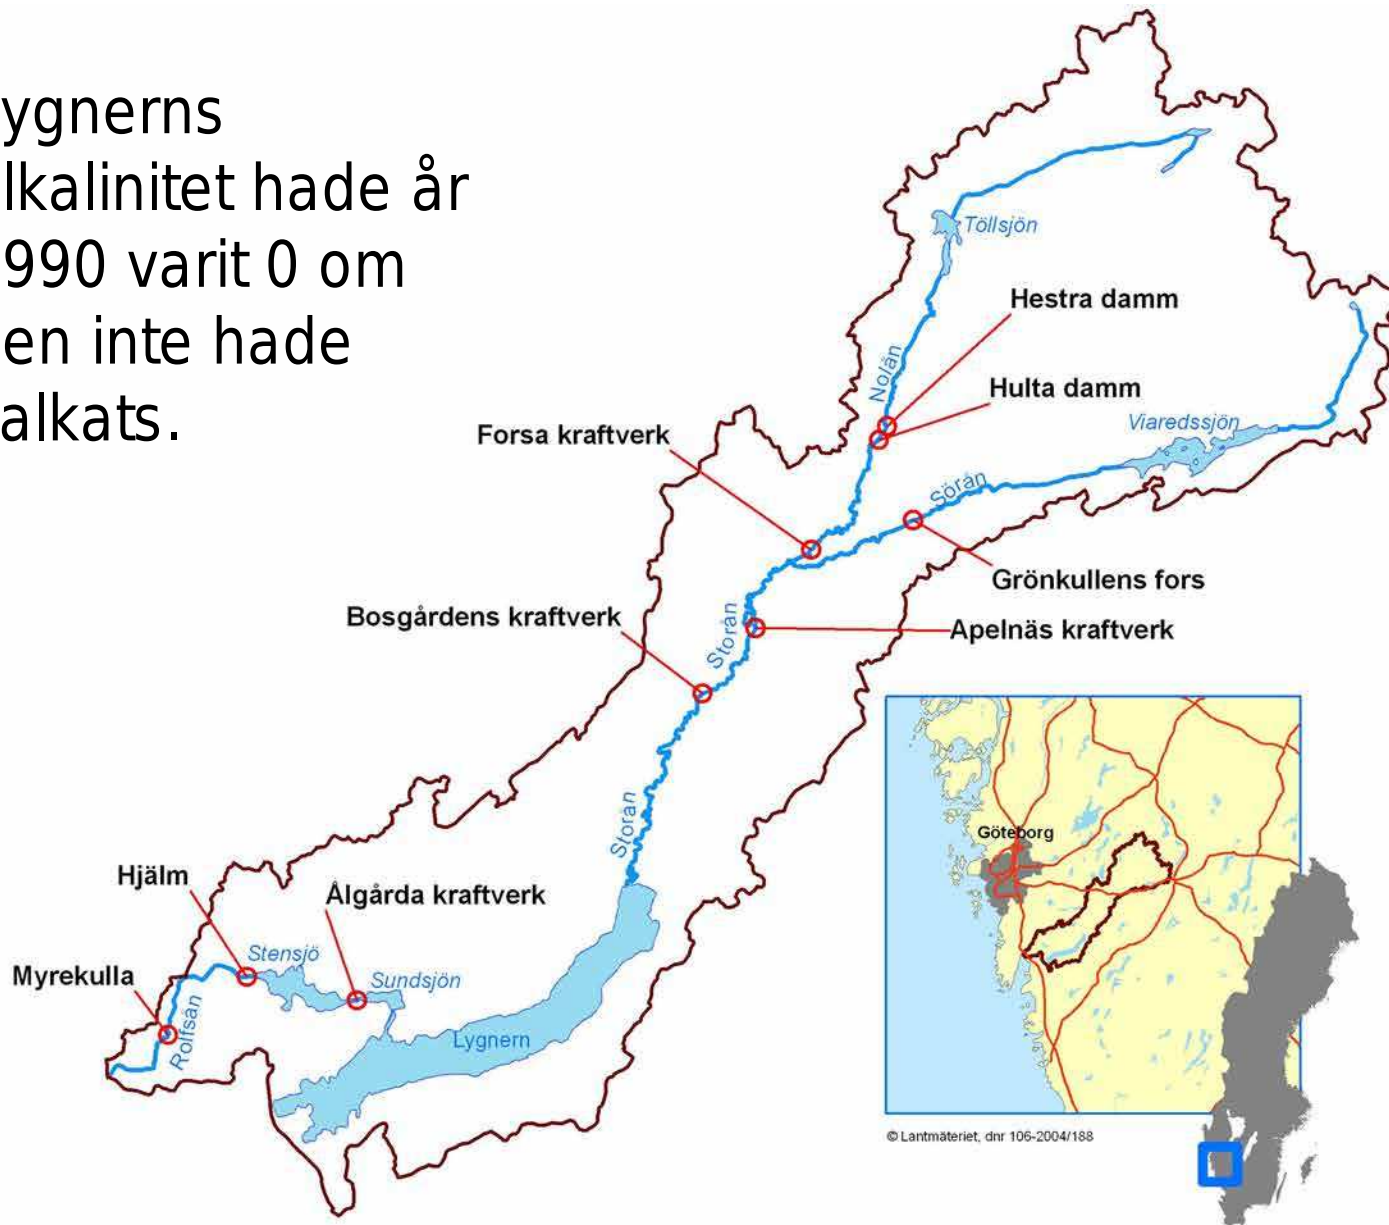 ygnerns
lkalinitet hade år
990 varit 0 om
en inte hade
alkats.
Töllsjön
Hestra damm
Nolån
Hulta damm
Viaredssjön
Forsa kraftverk
Sörån
Grönkullens fors
Bosgårdens kraftverk
Storån
Apelnäs kraftverk
Storån
Göteborg
Hjälm
Ålgårda kraftverk
Stensjö
Sundsjön
Myrekulla
Rolfsån
Lygnern
© Lantmäteriet, dnr 106-2004/188